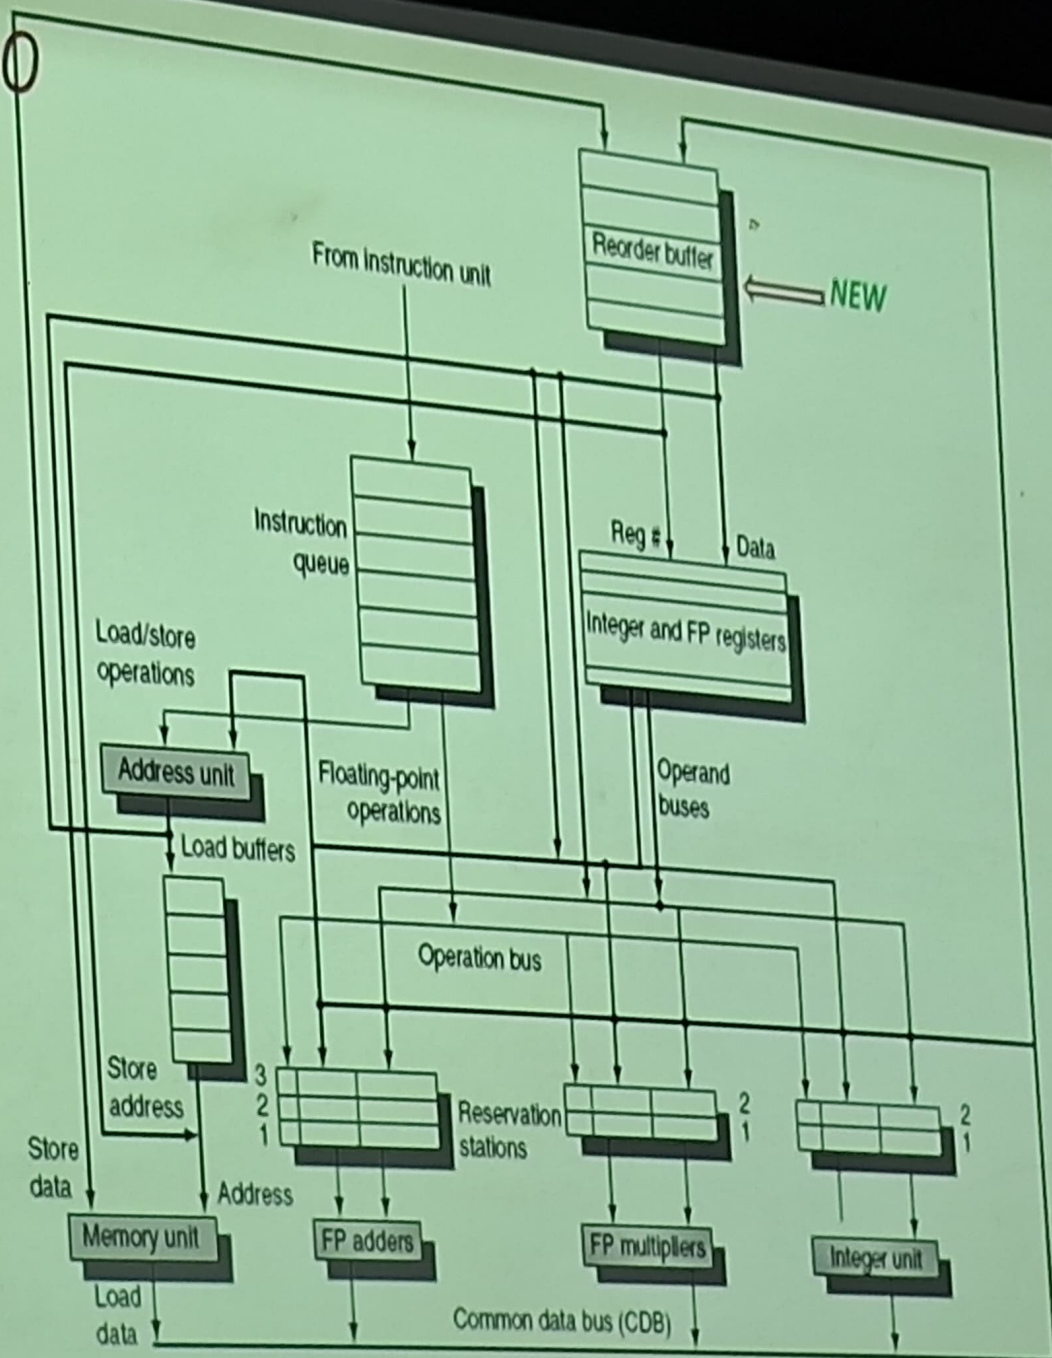 From instruction unit
Reorder buffer
NEW
Instruction
queue
Reg #
Data
Integer and FP registers
Load/store
operations
Address unit
Floating-point
operations
Operand
buses
Load buffers
Operation bus
Store
address
3
2
1
Reservation
stations
2
1
2
1
Store
data
Address
Memory unit
FP adders
FP multipliers
Integer unit
Load
data
Common data bus (CDB)